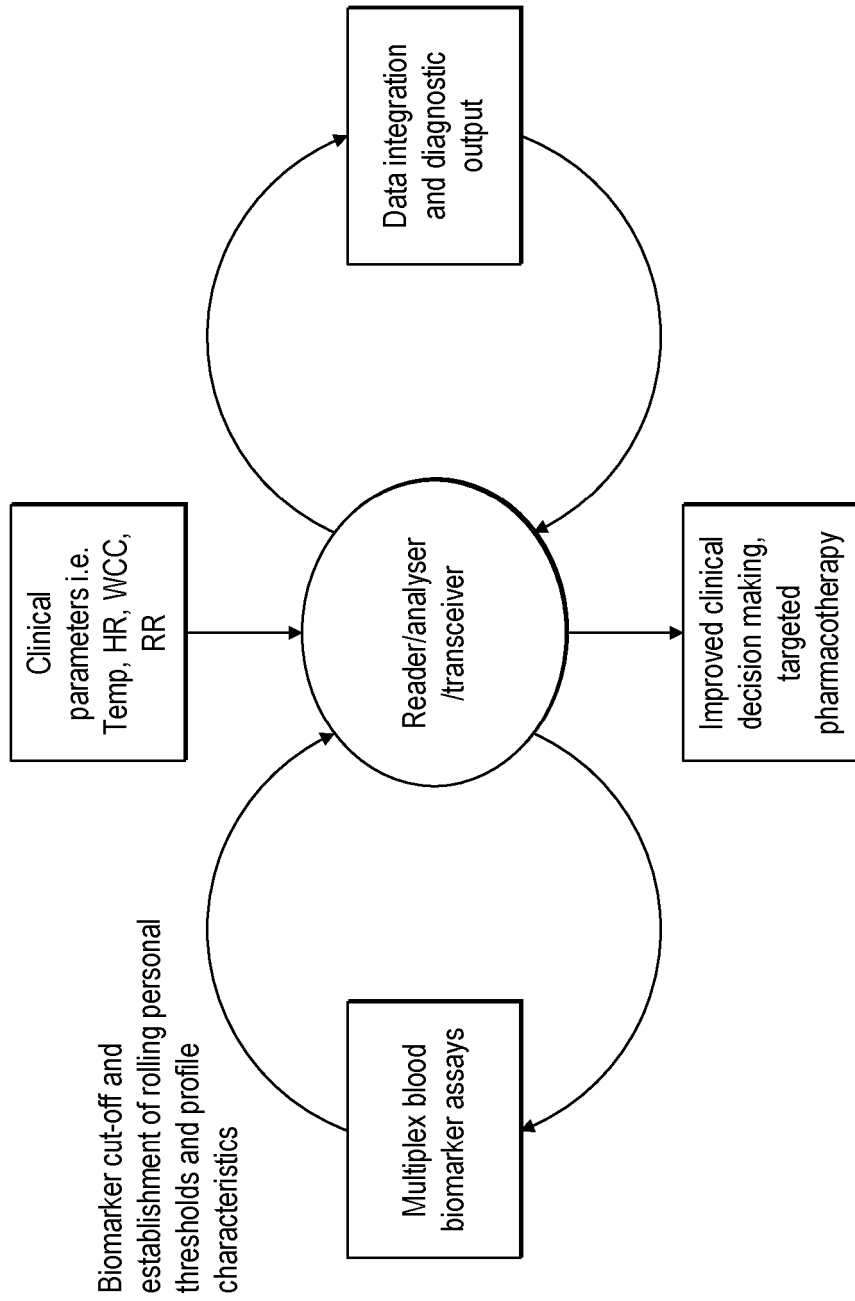 Biomarker cut-off and
establishment of rolling personal
thresholds and profile
characteristics
Clinical
parameters i.e.
Temp, HR, WCC,
RR
Multiplex blood
biomarker assays
Reader/analyser
/transceiver
Data integration
and diagnostic
output
Improved clinical
decision making,
targeted
pharmacotherapy